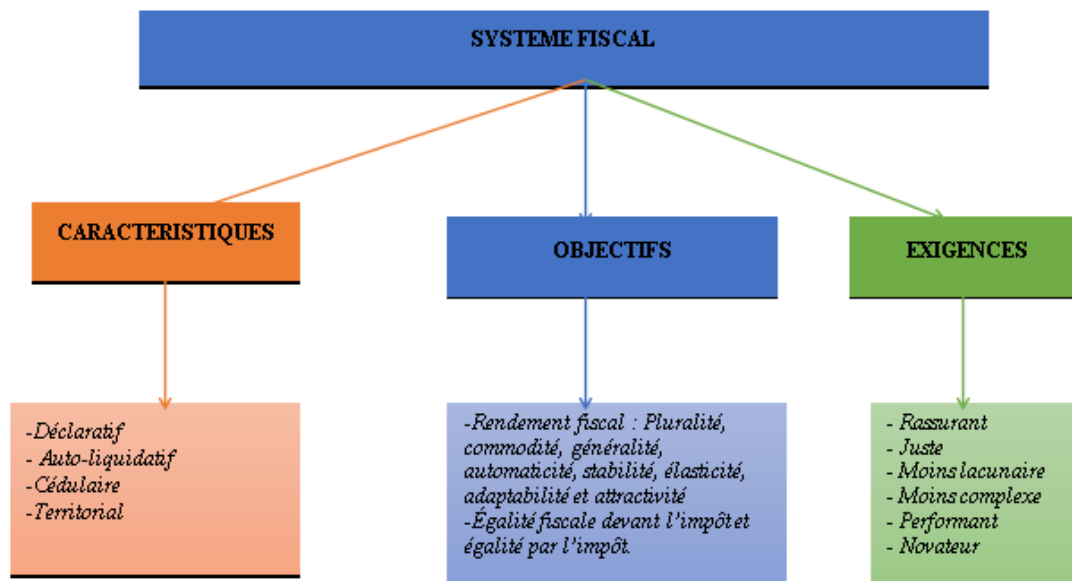 SYSTEME FISCAL
CARACTERISTIQUES
OBJECTIFS
EXIGENCES
-Déclaratif
- Auto-liquidatif
-Cédulaire
-Territorial
-Rendement fiscal : Pluralité,
commodité, généralité,
automaticité, stabilité, élasticité,
adaptabilité et attractivité
-Égalité fiscale devant l’impôt et
égalité par l’impôt.
- Rassurant
- Juste
- Moins lacunaire
- Moins complexe
- Performant
- Novateur